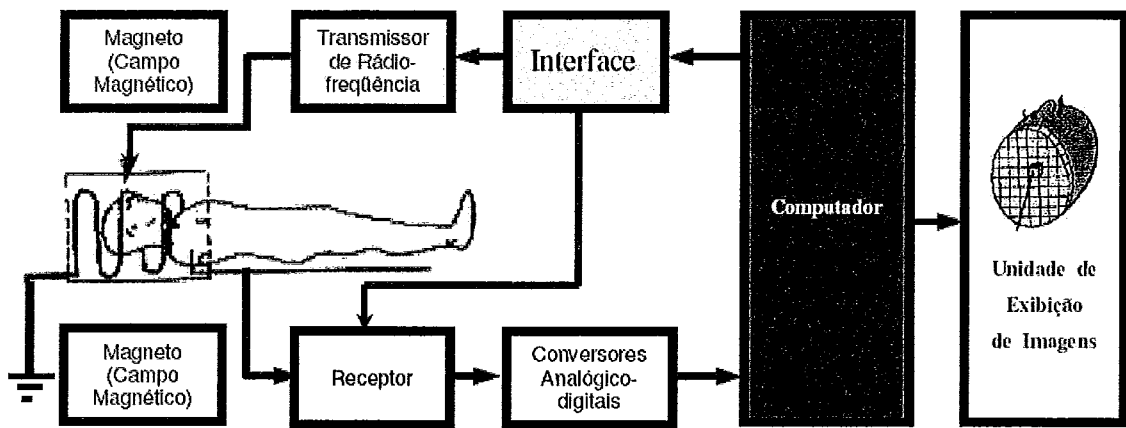 Magneto
(Campo
Magnético)
Transmissor
de Rádio-
freqüência
Interface
Computador
Unidade de
Exibição
de Imagens
Magneto
(Campo
Magnético)
Receptor
Conversores
Analógico-
digitais